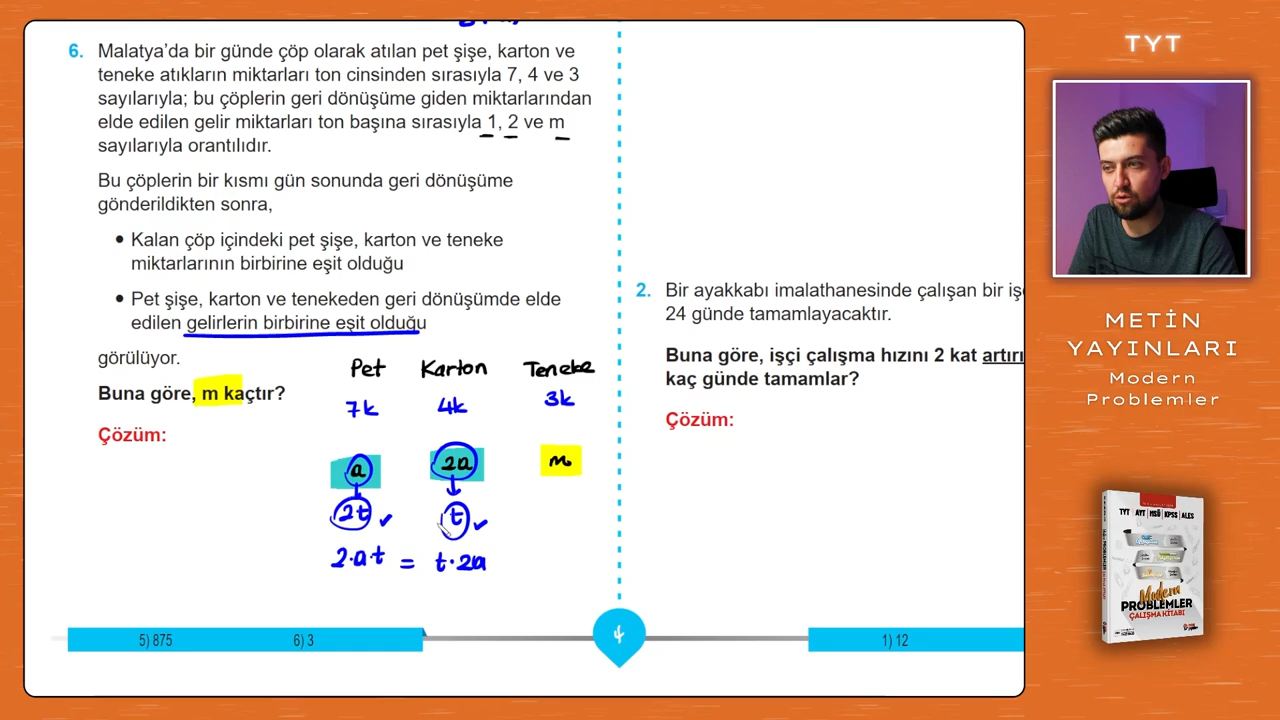 6. Malatya'da bir günde çöp olarak atılan pet şişe, karton ve
teneke atıkların miktarları ton cinsinden sırasıyla 7, 4 ve 3
sayılarıyla; bu çöplerin geri dönüşüme giden miktarlarından
elde edilen gelir miktarları ton başına sırasıyla 1, 2 ve m
sayılarıyla orantılıdır.
Bu çöplerin bir kısmı gün sonunda geri dönüşüme
gönderildikten sonra,
• Kalan çöp içindeki pet şişe, karton ve teneke
miktarlarının birbirine eşit olduğu
• Pet şişe, karton ve tenekeden geri dönüşümde elde
edilen gelirlerin birbirine eşit olduğu
görülüyor.
Buna göre, m kaçtır?
Çözüm:
Pet Karton Teneke
7k 4k 3k
a 2a m
2t ✓ t ✓
2·a·t = t·2a
5) 875 6) 3
4
2. Bir ayakkabı imalathanesinde çalışan bir işç
24 günde tamamlayacaktır.
Buna göre, işçi çalışma hızını 2 kat artırı
kaç günde tamamlar?
Çözüm:
1) 12
TYT
METİN
YAYINLARI
Modern
Problemler
TYT AYT MSÜ KPSS ALES
Modern
PROBLEMLER
ÇALIŞMA KİTABI